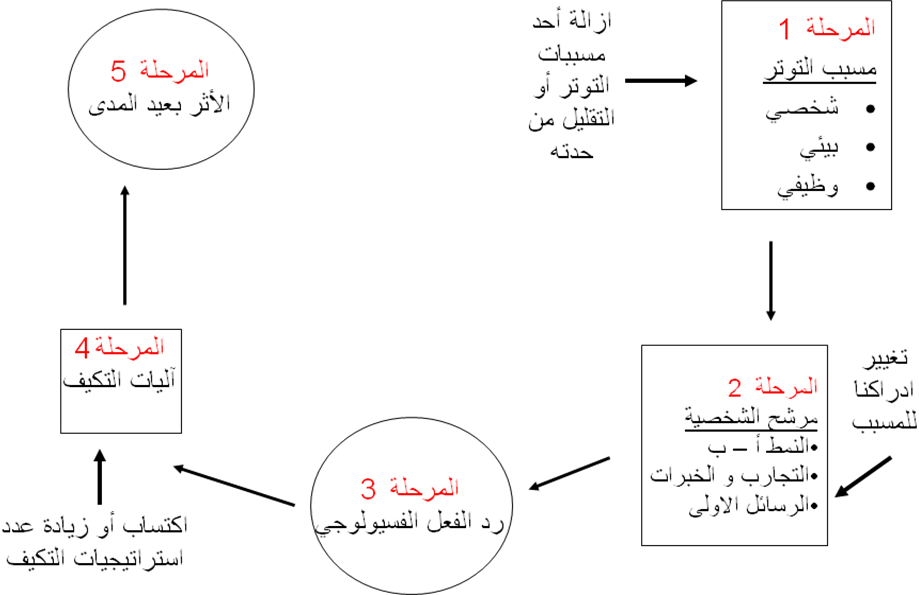 المرحلة 1
مسبب التوتر
• شخصي
• بيئي
• وظيفي
ازالة أحد
مسببات
التوتر أو
التقليل من
حدته
المرحلة 2
مرشح الشخصية
•النمط أ – ب
•التجارب و الخبرات
•الرسائل الاولى
تغيير
ادراكنا
للمسبب
المرحلة 3
رد الفعل الفسيولوجي
المرحلة 4
آليات التكيف
اكتساب أو زيادة عدد
استراتيجيات التكيف
المرحلة 5
الأثر بعيد المدى